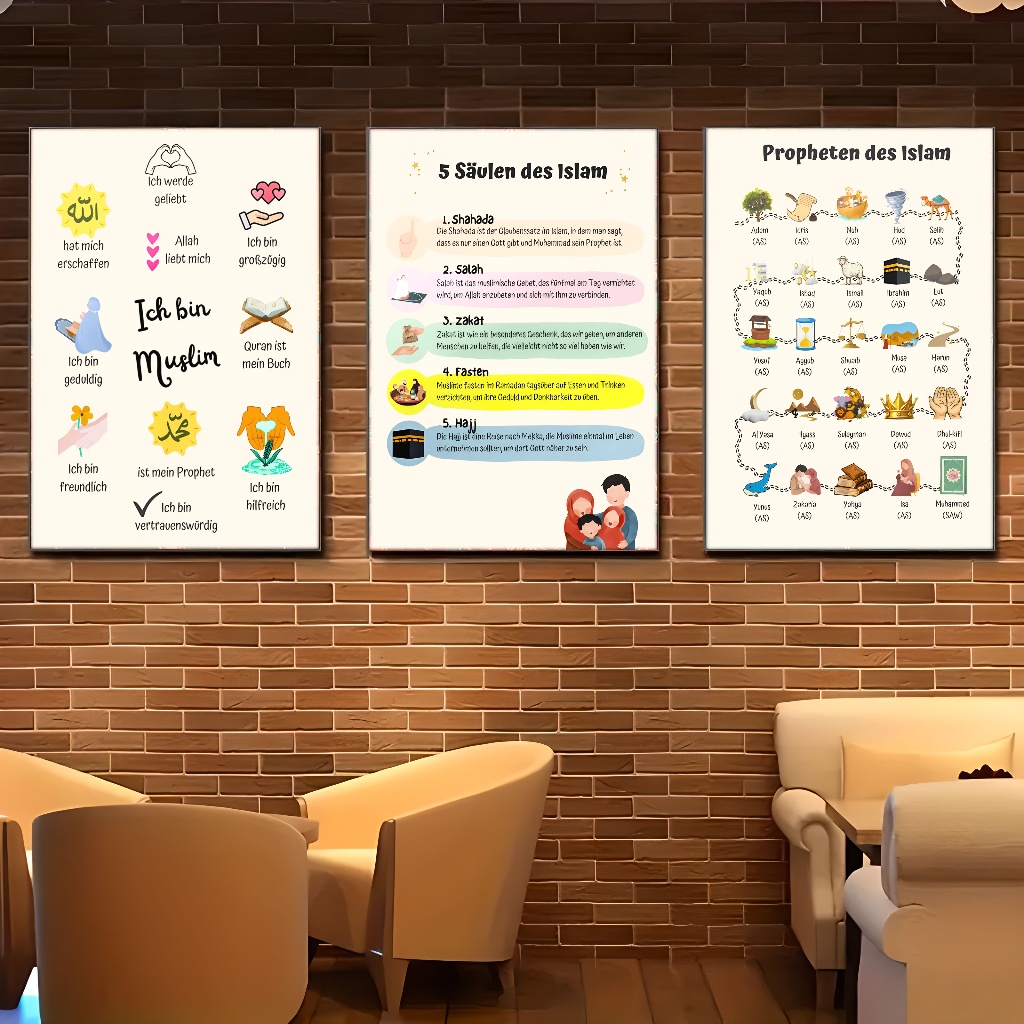 Ich werde
geliebt
الله
hat mich
erschaffen
Allah
liebt mich
Ich bin
großzügig
Ich bin
geduldig
Ich bin
Muslim
Quran ist
mein Buch
Ich bin
freundlich
محمد
ist mein Prophet
Ich bin
hilfreich
Ich bin
vertrauenswürdig
5 Säulen des Islam
1. Shahada
Die Shahada ist der Glaubenssatz im Islam, in dem man sagt,
dass es nur einen Gott gibt und Muhammad sein Prophet ist.
2. Salah
Salah ist das muslimische Gebet, das fünfmal am Tag verrichtet
wird, um Allah anzubeten und sich mit Ihm zu verbinden.
3. Zakat
Zakat ist wie ein besonderes Geschenk, das wir geben, um anderen
Menschen zu helfen, die vielleicht nicht so viel haben wie wir.
4. Fasten
Muslime fasten im Ramadan tagsüber auf Essen und Trinken
verzichten, um ihre Geduld und Dankbarkeit zu üben.
5. Hajj
Die Hajj ist eine Reise nach Mekka, die Muslime einmal im Leben
unternehmen sollten, um dort Gott näher zu sein.
Propheten des Islam
Adam Idris Nuh Hud Salih
(AS) (AS) (AS) (AS) (AS)
Yaqub Ishaq Ismail Ibrahim Lut
(AS) (AS) (AS) (AS) (AS)
Yusuf Ayyub Shuaib Musa Harun
(AS) (AS) (AS) (AS) (AS)
Al Yasa Ilyass Suleyman Dawud Dhul-kifl
(AS) (AS) (AS) (AS) (AS)
Yunus Zakaria Yahya Isa Muhammed
(AS) (AS) (AS) (AS) (SAW)